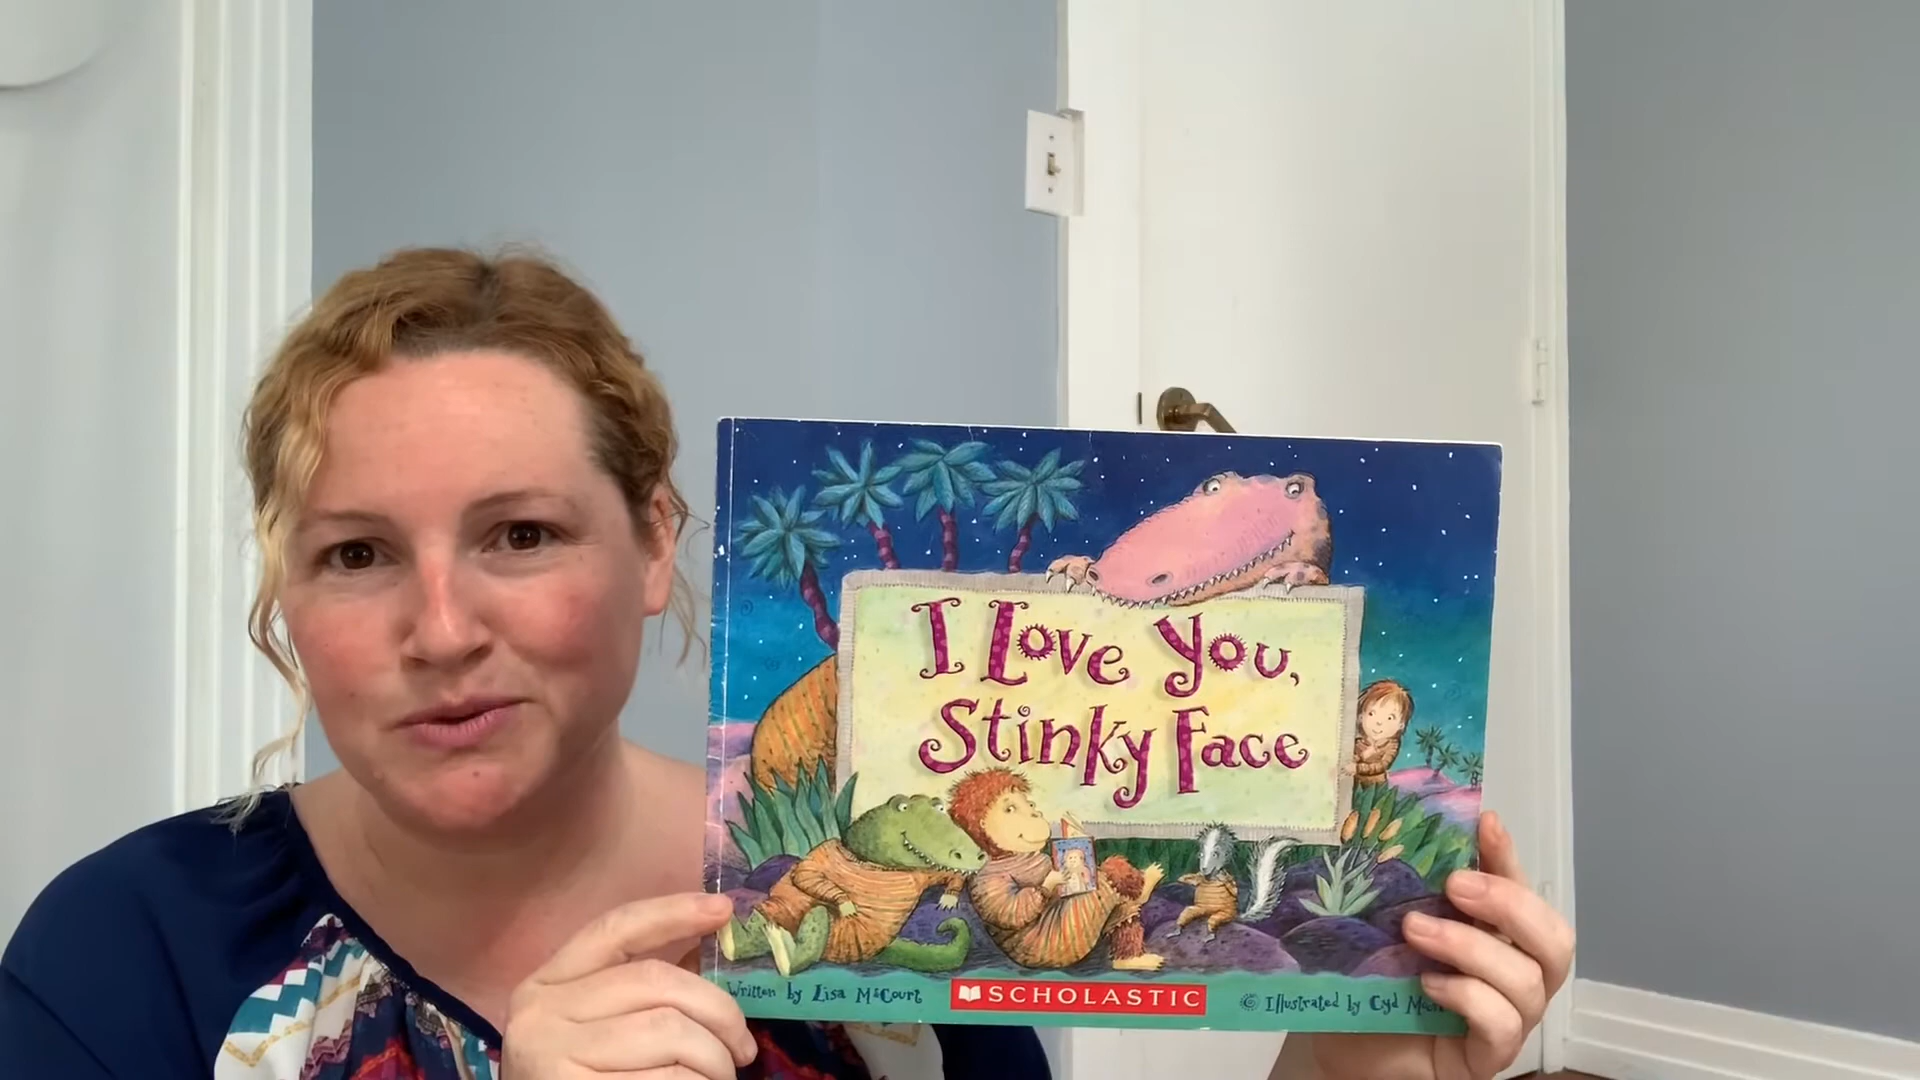 I Love You,
Stinky Face
Written by Lisa McCourt
SCHOLASTIC
Illustrated by Cyd